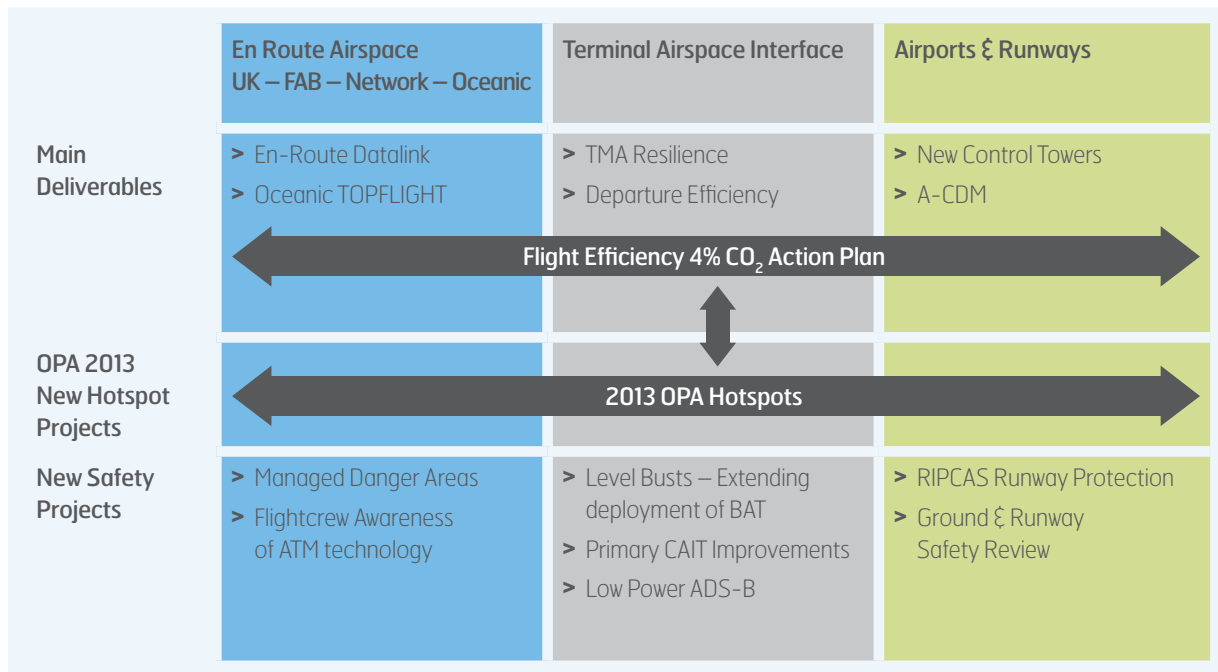 En Route Airspace
UK – FAB – Network – Oceanic
Terminal Airspace Interface
Airports & Runways
Main
Deliverables
> En-Route Datalink
> Oceanic TOPFLIGHT
> TMA Resilience
> Departure Efficiency
> New Control Towers
> A-CDM
Flight Efficiency 4% CO₂ Action Plan
OPA 2013
New Hotspot
Projects
2013 OPA Hotspots
New Safety
Projects
> Managed Danger Areas
> Flightcrew Awareness
of ATM technology
> Level Busts – Extending
deployment of BAT
> Primary CAIT Improvements
> Low Power ADS-B
> RIPCAS Runway Protection
> Ground & Runway
Safety Review